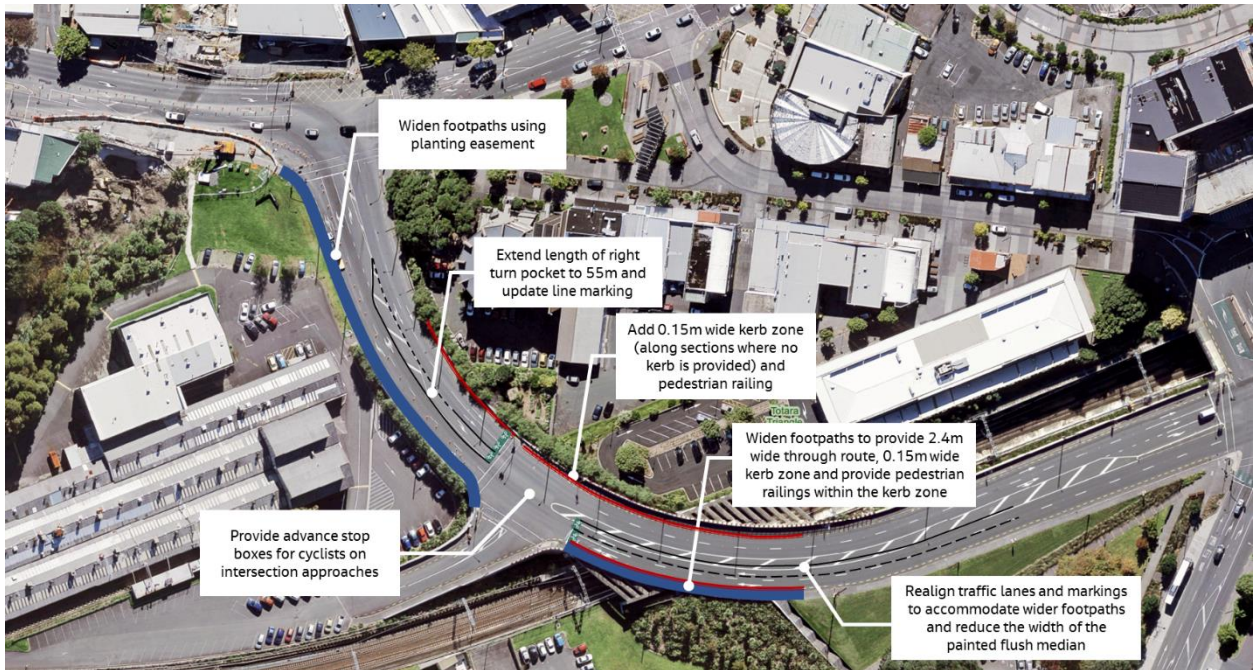 Widen footpaths using
planting easement
Extend length of right
turn pocket to 55m and
update line marking
Add 0.15m wide kerb zone
(along sections where no
kerb is provided) and
pedestrian railing
Totara
Triangle
Widen footpaths to provide 2.4m
wide through route, 0.15m wide
kerb zone and provide pedestrian
railings within the kerb zone
Provide advance stop
boxes for cyclists on
intersection approaches
Realign traffic lanes and markings
to accommodate wider footpaths
and reduce the width of the
painted flush median